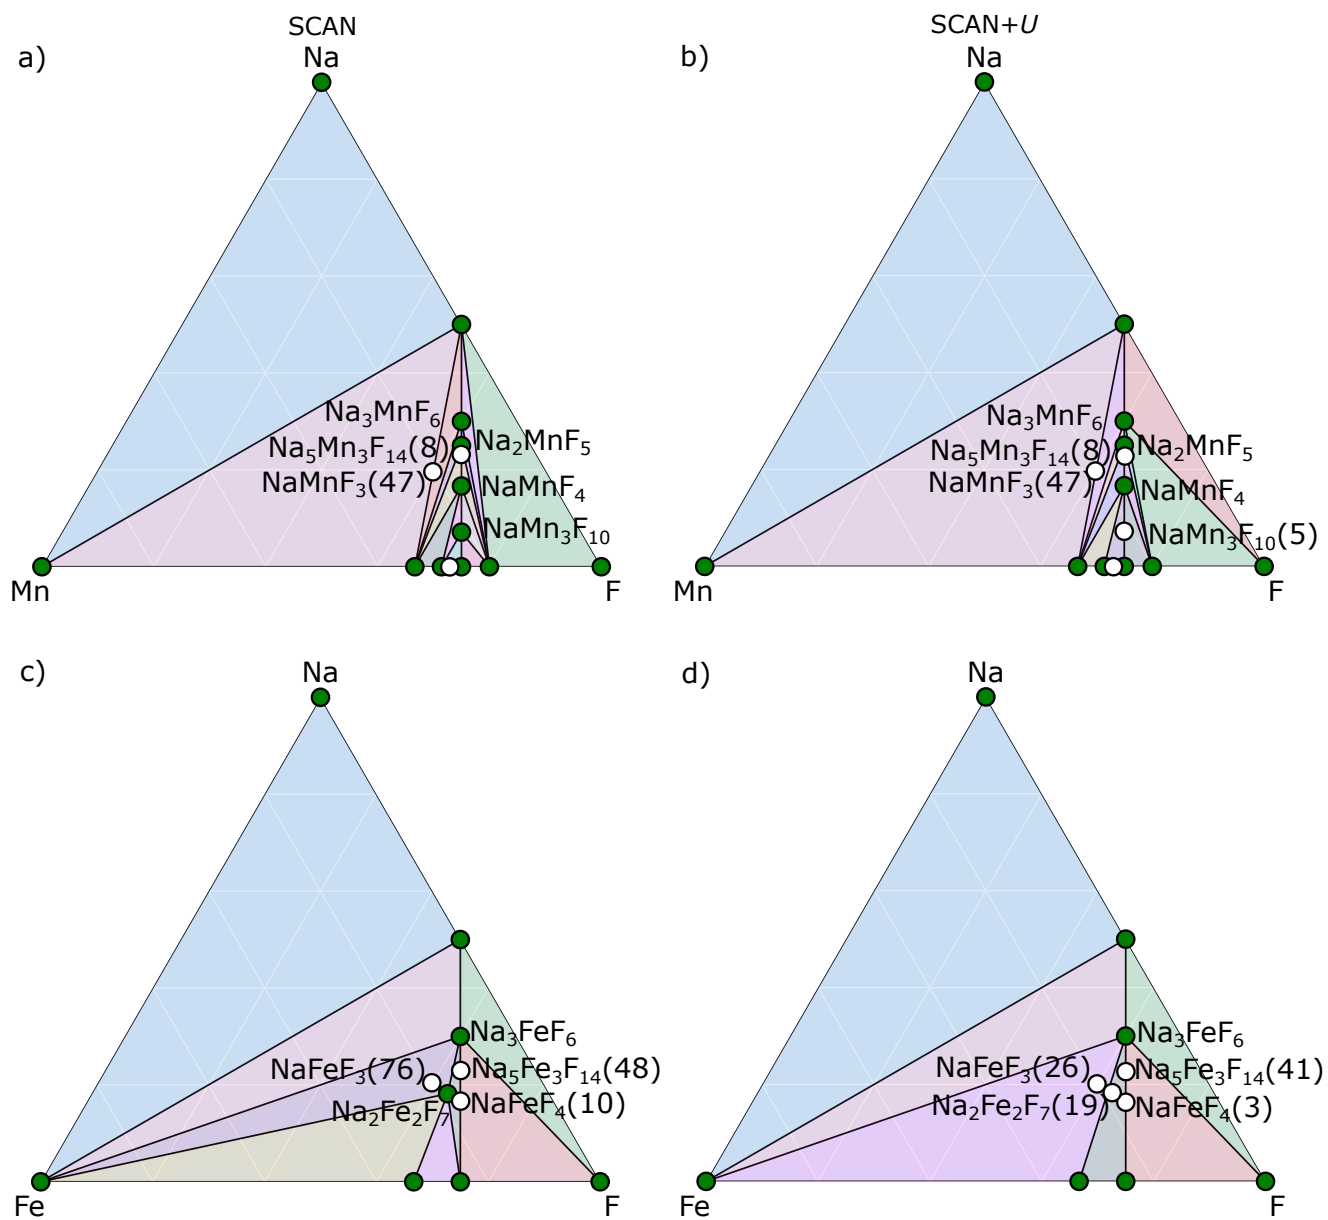 SCAN
SCAN+U
a)
Na
b)
Na
Na₃MnF₆
Na₅Mn₃F₁₄(8)
Na₂MnF₅
NaMnF₃(47)
NaMnF₄
NaMn₃F₁₀
Mn
F
Na₃MnF₆
Na₅Mn₃F₁₄(8)
Na₂MnF₅
NaMnF₃(47)
NaMnF₄
NaMn₃F₁₀(5)
Mn
F
c)
Na
d)
Na
Na₃FeF₆
NaFeF₃(76)
Na₅Fe₃F₁₄(48)
Na₂Fe₂F₇
NaFeF₄(10)
Fe
F
Na₃FeF₆
NaFeF₃(26)
Na₅Fe₃F₁₄(41)
Na₂Fe₂F₇(19)
NaFeF₄(3)
Fe
F